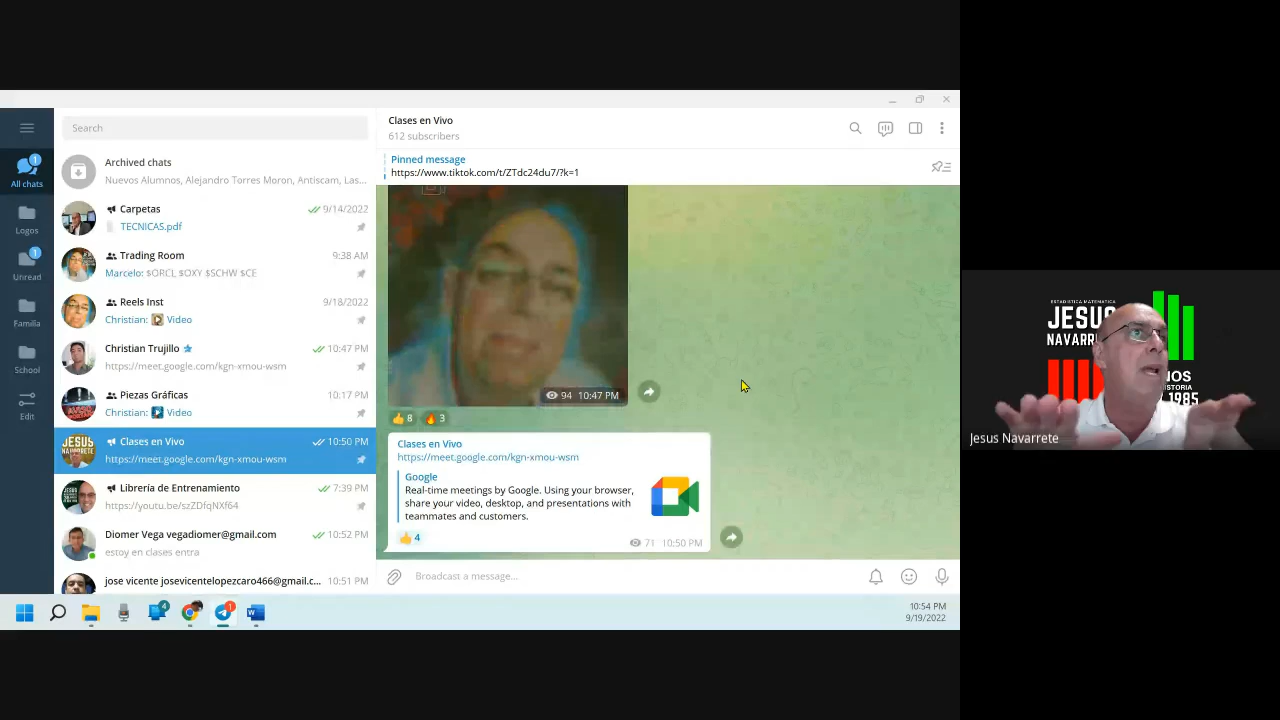 Search
All chats
Logos
Unread
Familia
School
Edit
Archived chats
Nuevos Alumnos, Alejandro Torres Moron, Antiscam, Las...
Carpetas
9/14/2022
TECNICAS.pdf
Trading Room
9:38 AM
Marcelo: $ORCL $OXY $SCHW $CE
Reels Inst
9/18/2022
Christian: Video
Christian Trujillo
10:47 PM
https://meet.google.com/kgn-xmou-wsm
Piezas Gráficas
10:17 PM
Christian: Video
Clases en Vivo
10:50 PM
https://meet.google.com/kgn-xmou-wsm
Librería de Entrenamiento
7:39 PM
https://youtu.be/szZDfqNXf64
Diomer Vega vegadiomer@gmail.com
10:52 PM
estoy en clases entra
jose vicente josevicentelopezcaro466@gmail.c...
10:51 PM
Clases en Vivo
612 subscribers
Pinned message
https://www.tiktok.com/t/ZTdc24du7/?k=1
94 10:47 PM
8
3
Clases en Vivo
https://meet.google.com/kgn-xmou-wsm
Google
Real-time meetings by Google. Using your browser,
share your video, desktop, and presentations with
teammates and customers.
4
71 10:50 PM
Broadcast a message...
10:54 PM
9/19/2022
ESTADISTICA MATEMATICA
JESUS
NAVARRE
NOS
HISTORIA
1985
Jesus Navarrete